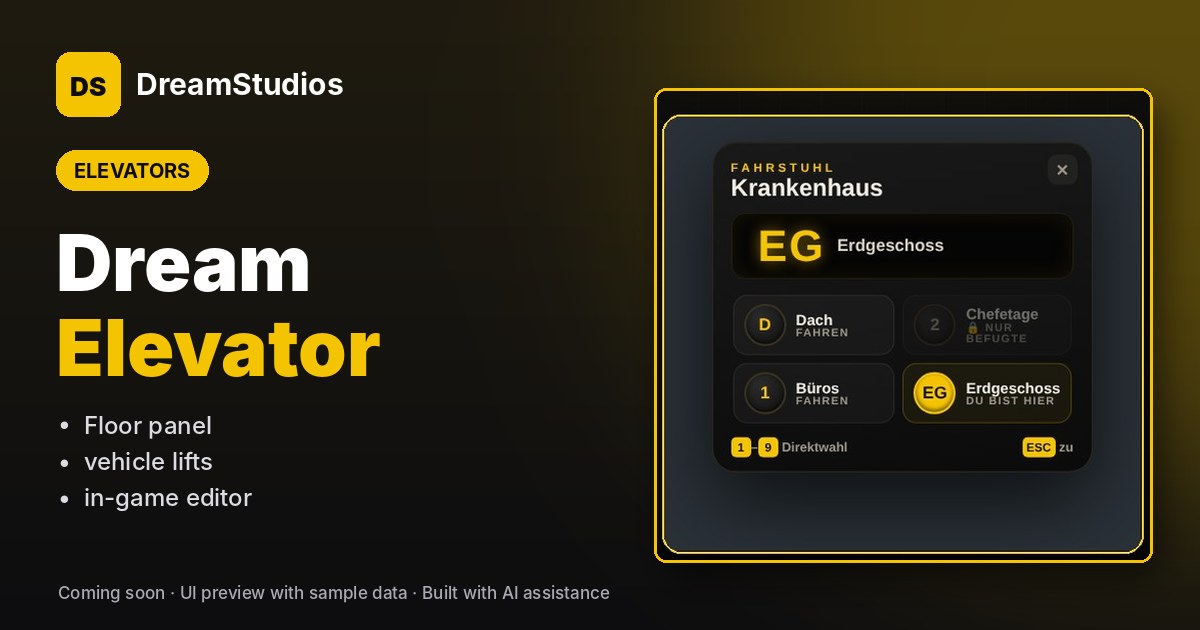 DS
DreamStudios
ELEVATORS
Dream
Elevator
• Floor panel
• vehicle lifts
• in-game editor
Coming soon · UI preview with sample data · Built with AI assistance
FAHRSTUHL
Krankenhaus
✕
EG Erdgeschoss
D
Dach
FAHREN
2
Chefetage
🔒 NUR
BEFUGTE
1
Büros
FAHREN
EG
Erdgeschoss
DU BIST HIER
1–9 Direktwahl
ESC zu